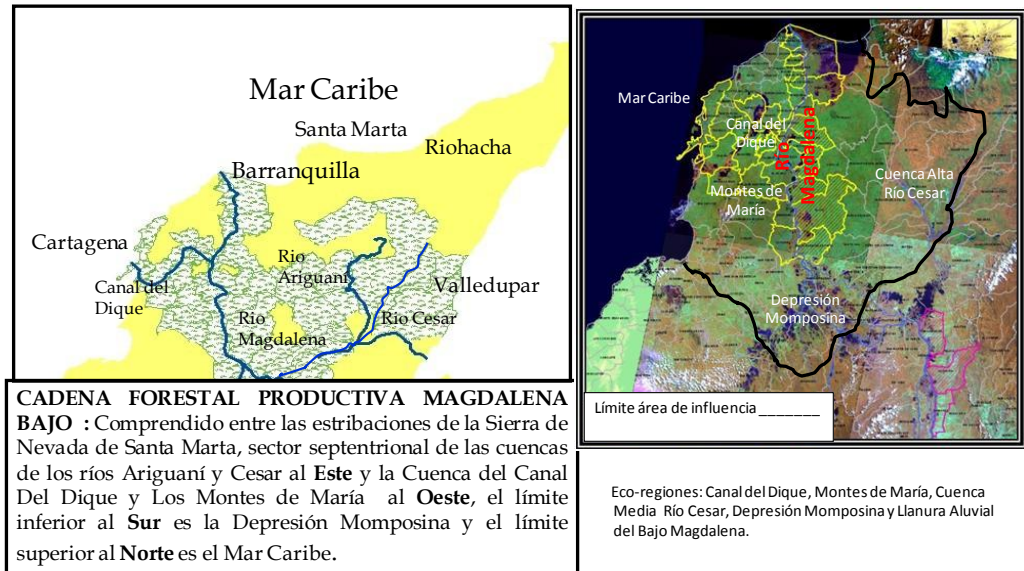 Mar Caribe
Santa Marta
Riohacha
Barranquilla
Cartagena
Rio
Ariguaní
Canal del
Dique
Valledupar
Rio
Magdalena
Rio Cesar
CADENA FORESTAL PRODUCTIVA MAGDALENA
BAJO : Comprendido entre las estribaciones de la Sierra de
Nevada de Santa Marta, sector septentrional de las cuencas
de los ríos Ariguaní y Cesar al Este y la Cuenca del Canal
Del Dique y Los Montes de María al Oeste, el límite
inferior al Sur es la Depresión Momposina y el límite
superior al Norte es el Mar Caribe.
Mar Caribe
Canal del
Dique
Río
Magdalena
Montes de
María
Cuenca Alta
Río Cesar
Depresión
Momposina
Límite área de influencia _______
Eco-regiones: Canal del Dique, Montes de María, Cuenca
Media Río Cesar, Depresión Momposina y Llanura Aluvial
del Bajo Magdalena.